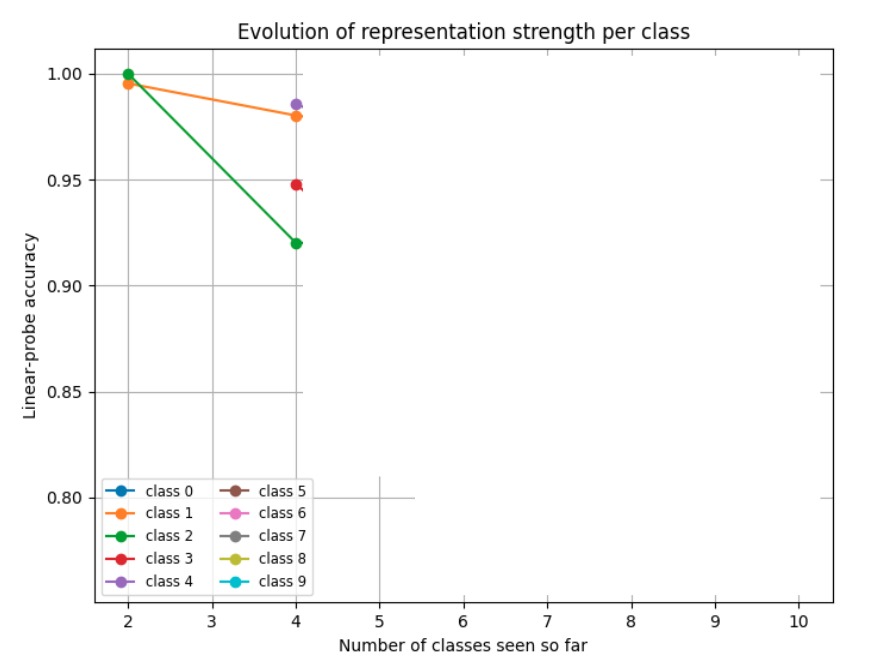 Evolution of representation strength per class
Linear-probe accuracy
1.00
0.95
0.90
0.85
0.80
class 0
class 1
class 2
class 3
class 4
class 5
class 6
class 7
class 8
class 9
2 3 4 5 6 7 8 9 10
Number of classes seen so far